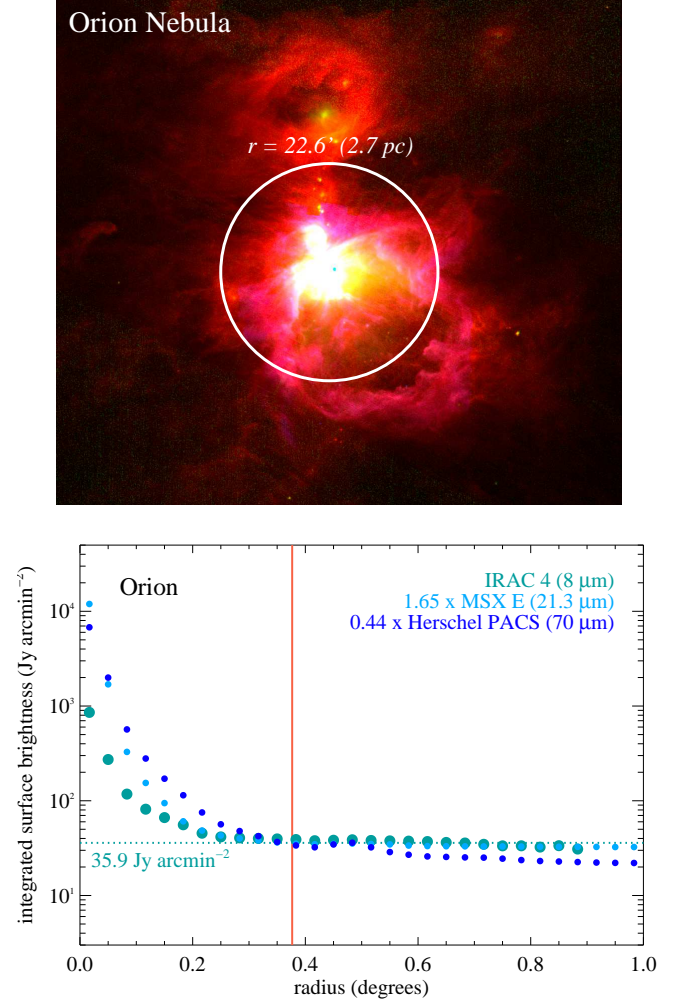 Orion Nebula
r = 22.6' (2.7 pc)
Orion
IRAC 4 (8 μm)
1.65 x MSX E (21.3 μm)
0.44 x Herschel PACS (70 μm)
integrated surface brightness (Jy arcmin⁻²)
10⁴
10³
10²
10¹
35.9 Jy arcmin⁻²
0.0 0.2 0.4 0.6 0.8 1.0
radius (degrees)